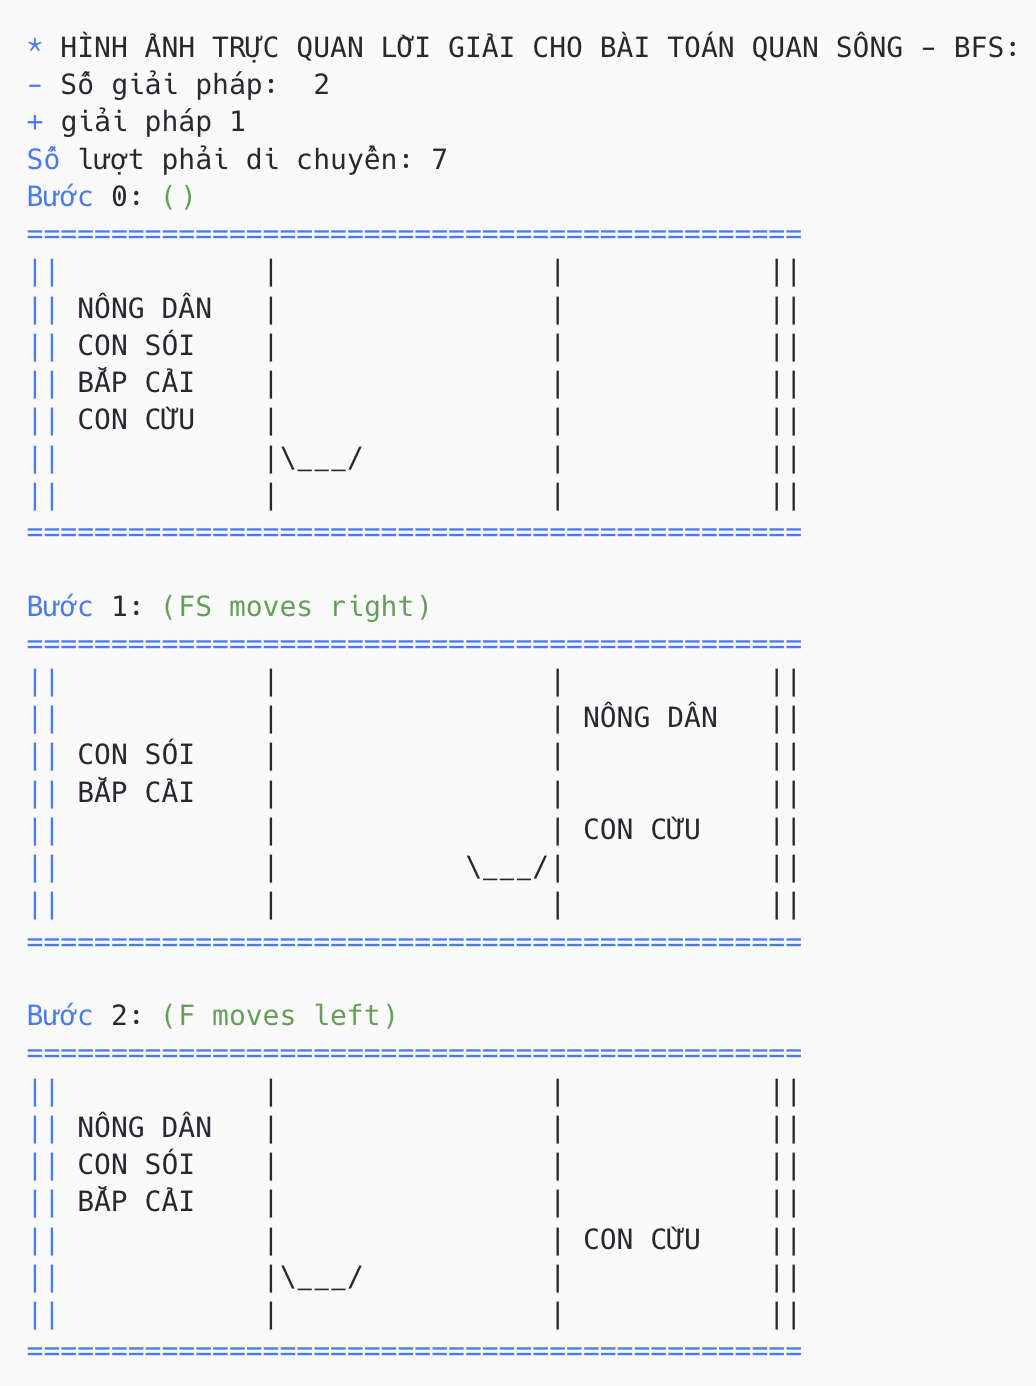 * HÌNH ẢNH TRỰC QUAN LỜI GIẢI CHO BÀI TOÁN QUAN SÔNG - BFS:
- Số giải pháp:  2
+ giải pháp 1
Số lượt phải di chuyển: 7
Bước 0: ()
==============================================
||            |                |            ||
|| NÔNG DÂN   |                |            ||
|| CON SÓI    |                |            ||
|| BẮP CẢI    |                |            ||
|| CON CỪU    |                |            ||
||            |\___/           |            ||
||            |                |            ||
==============================================

Bước 1: (FS moves right)
==============================================
||            |                |            ||
||            |                | NÔNG DÂN   ||
|| CON SÓI    |                |            ||
|| BẮP CẢI    |                |            ||
||            |                | CON CỪU    ||
||            |           \___/|            ||
||            |                |            ||
==============================================

Bước 2: (F moves left)
==============================================
||            |                |            ||
|| NÔNG DÂN   |                |            ||
|| CON SÓI    |                |            ||
|| BẮP CẢI    |                |            ||
||            |                | CON CỪU    ||
||            |\___/           |            ||
||            |                |            ||
==============================================